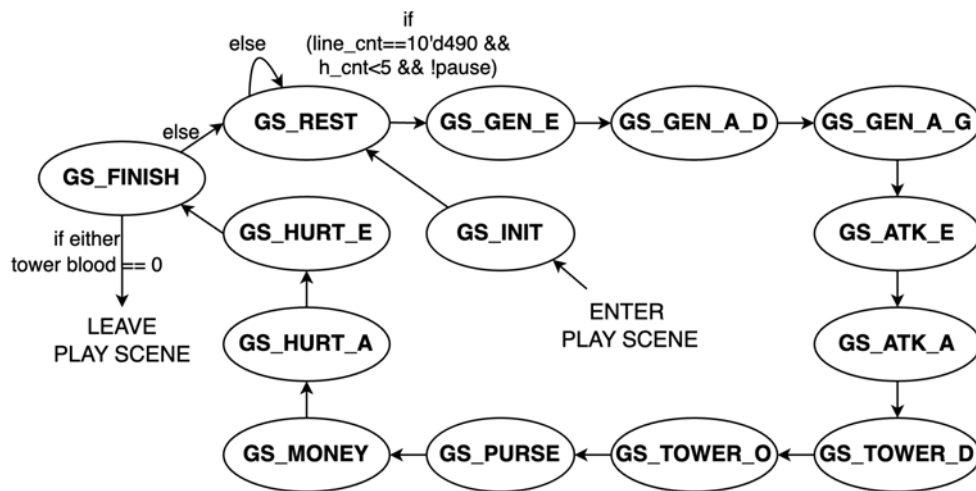 if
(line_cnt==10'd490 &&
h_cnt<5 && !pause)
else
GS_REST
GS_GEN_E
GS_GEN_A_D
GS_GEN_A_G
else
GS_FINISH
GS_HURT_E
GS_INIT
GS_ATK_E
if either
tower blood == 0
LEAVE
PLAY SCENE
ENTER
PLAY SCENE
GS_HURT_A
GS_ATK_A
GS_MONEY
GS_PURSE
GS_TOWER_O
GS_TOWER_D